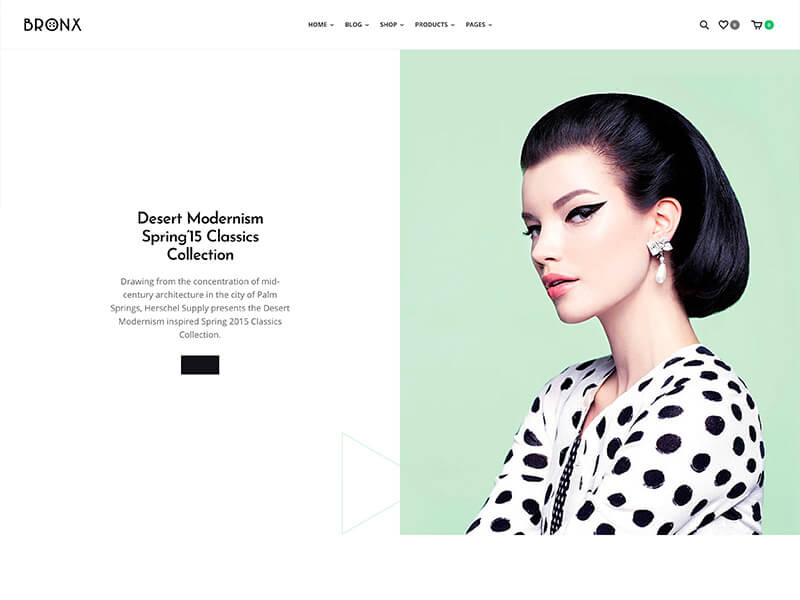 BRONX
HOME BLOG SHOP PRODUCTS PAGES
0 0
Desert Modernism
Spring'15 Classics
Collection
Drawing from the concentration of mid-
century architecture in the city of Palm
Springs, Herschel Supply presents the Desert
Modernism inspired Spring 2015 Classics
Collection.